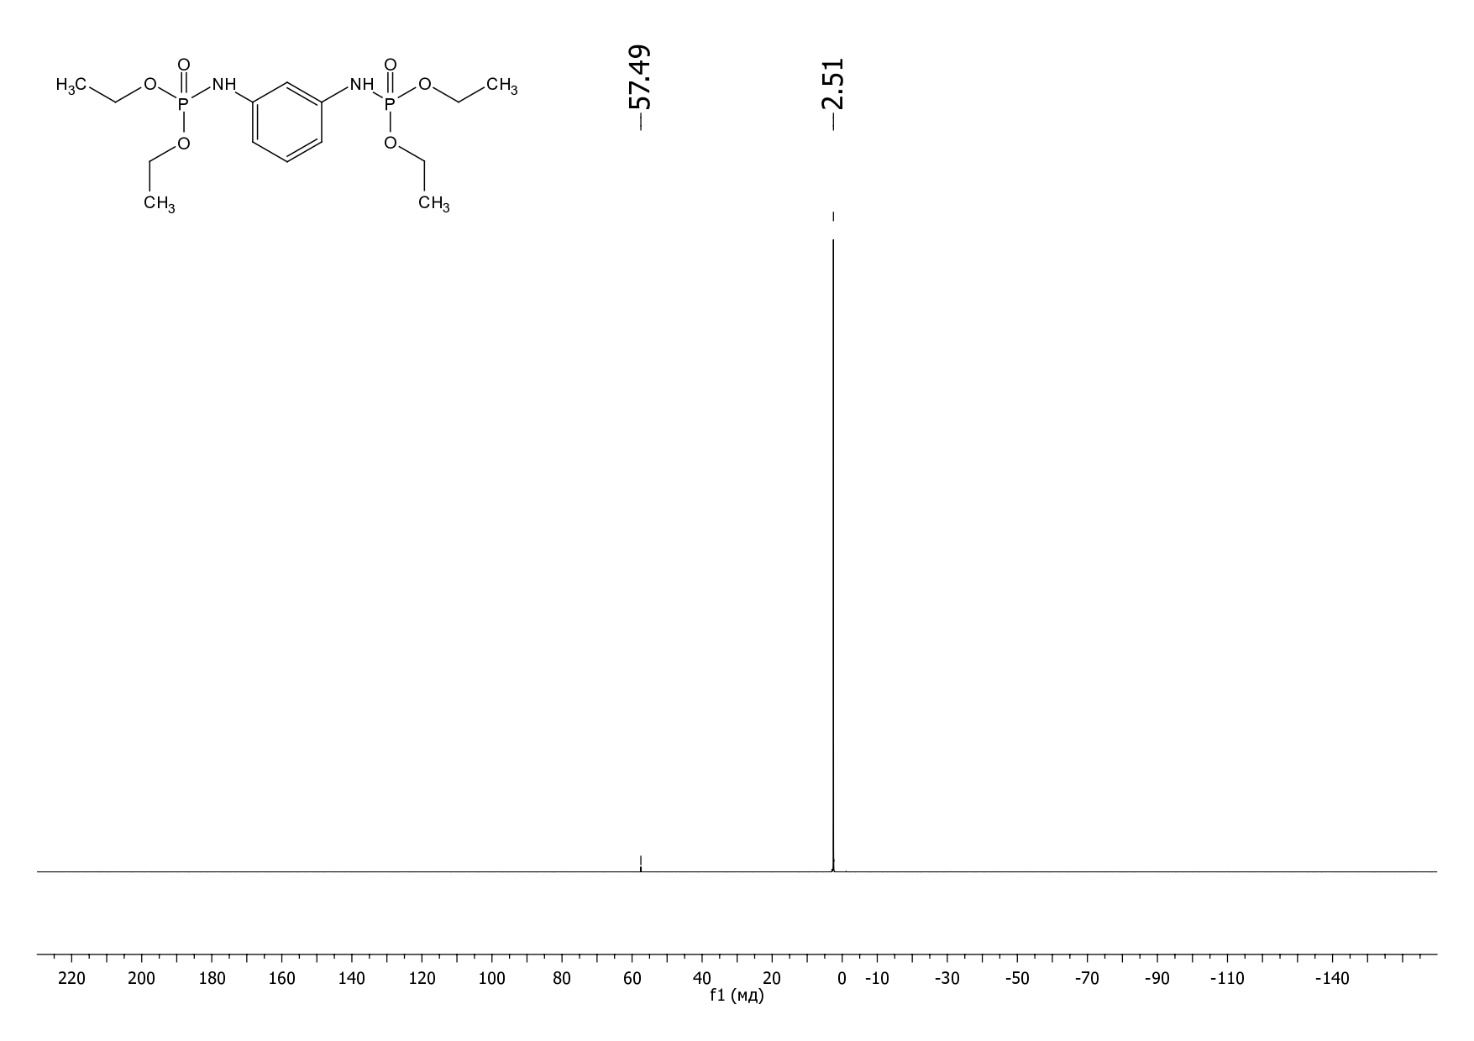 57.49
2.51
O O
H3C O NH NH O CH3
P P
O O
CH3 CH3
220 200 180 160 140 120 100 80 60 40 20 0 -10 -30 -50 -70 -90 -110 -140
f1 (мд)